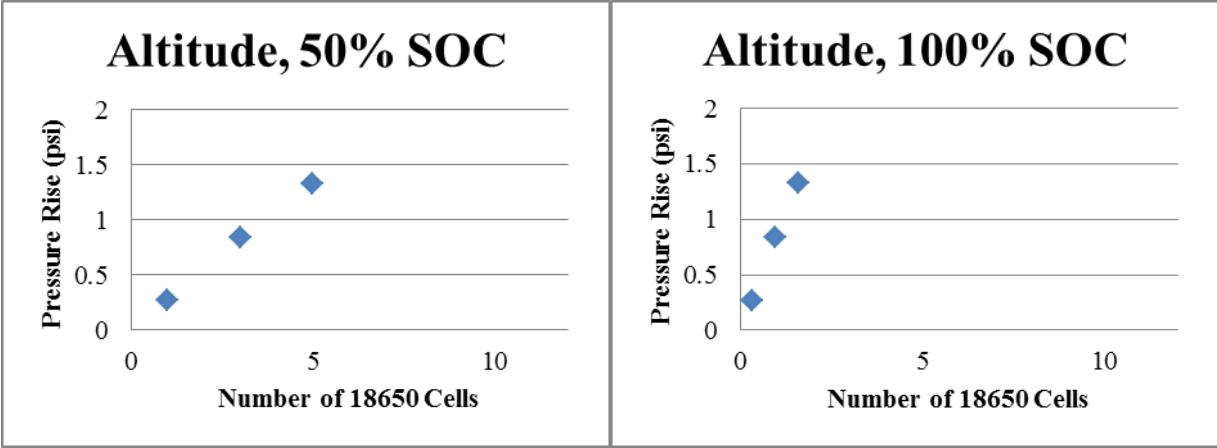 Altitude, 50% SOC
Pressure Rise (psi)
2
1.5
1
0.5
0
0 5 10
Number of 18650 Cells
Altitude, 100% SOC
Pressure Rise (psi)
2
1.5
1
0.5
0
0 5 10
Number of 18650 Cells